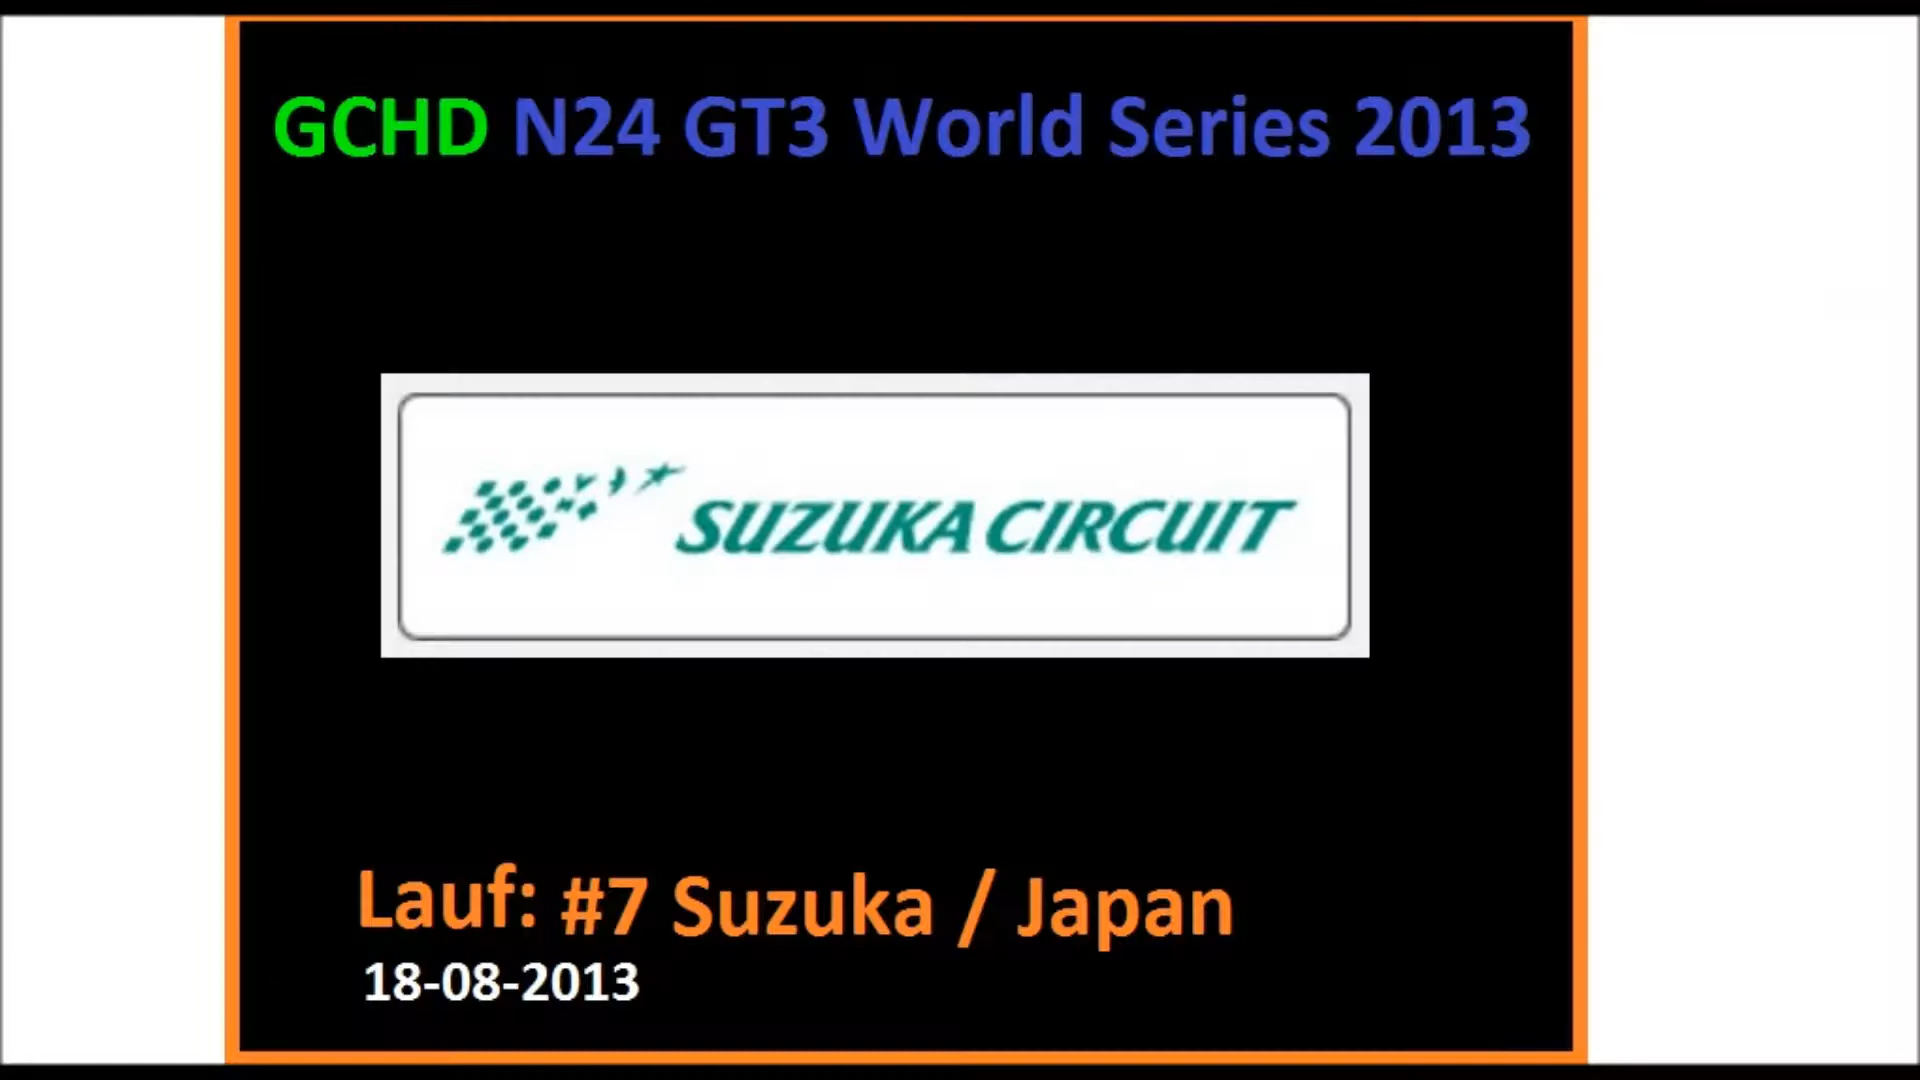 GCHD N24 GT3 World Series 2013
SUZUKA CIRCUIT
Lauf: #7 Suzuka / Japan
18-08-2013